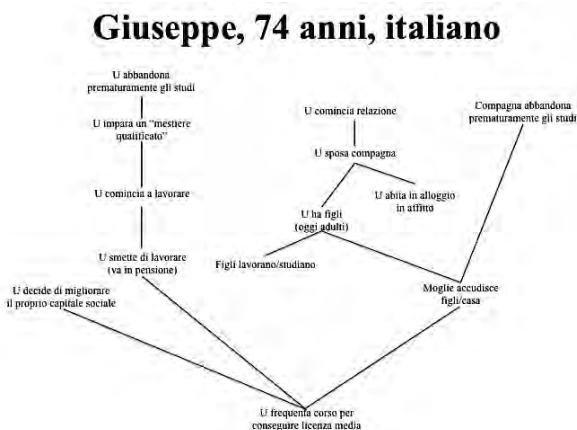 Giuseppe, 74 anni, italiano
U abbandona
prematuramente gli studi
U impara un "mestiere
qualificato"
U comincia a lavorare
U smette di lavorare
(va in pensione)
U decide di migliorare
il proprio capitale sociale
U comincia relazione
U sposa compagna
U abita in alloggio
in affitto
U ha figli
(oggi adulti)
Figli lavorano/studiano
Compagna abbandona
prematuramente gli studi
Moglie accudisce
figli/casa
U frequenta corso per
conseguire licenza media